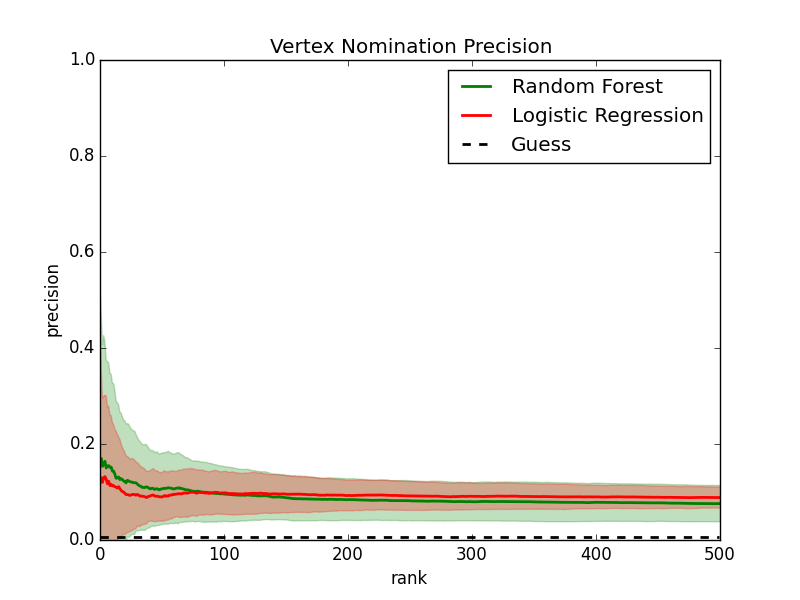 Vertex Nomination Precision
1.0
0.8
0.6
0.4
0.2
0.0
precision
Random Forest
Logistic Regression
Guess
0 100 200 300 400 500
rank